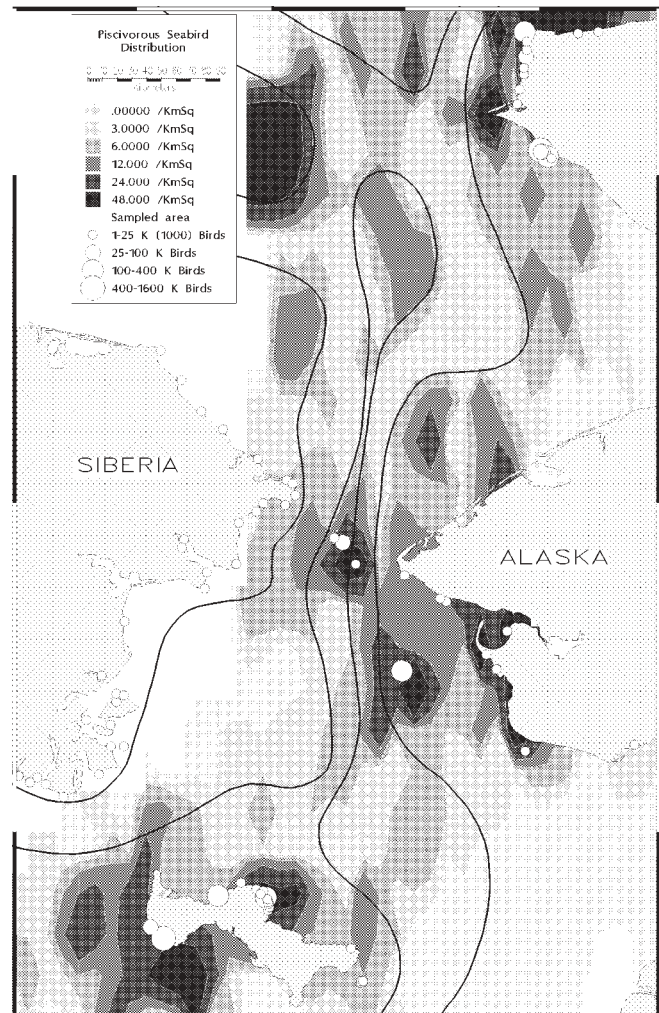 Piscivorous Seabird
Distribution
.00000 /KmSq
3.0000 /KmSq
6.0000 /KmSq
12.000 /KmSq
24.000 /KmSq
48.000 /KmSq
Sampled area
1-25 K (1000) Birds
25-100 K Birds
100-400 K Birds
400-1600 K Birds
SIBERIA
ALASKA